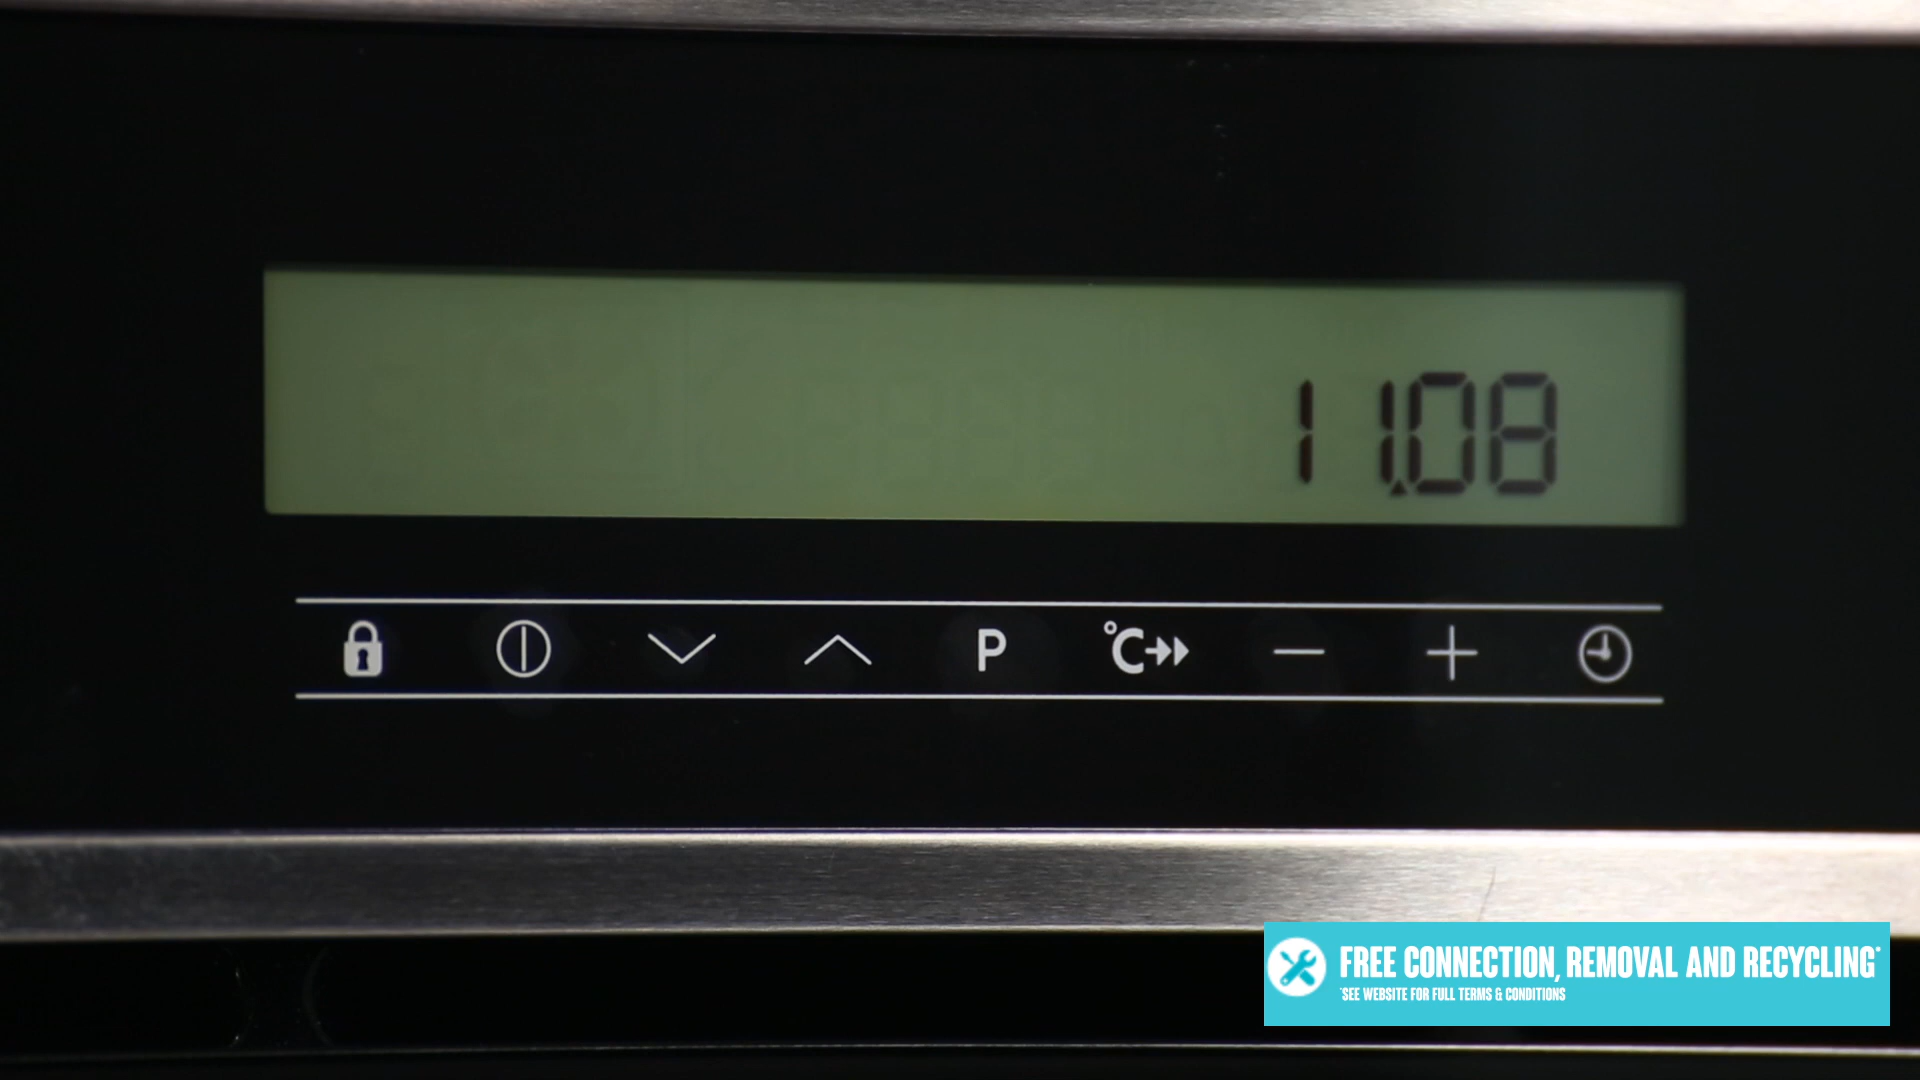 11.08
P °C
FREE CONNECTION, REMOVAL AND RECYCLING*
*SEE WEBSITE FOR FULL TERMS & CONDITIONS